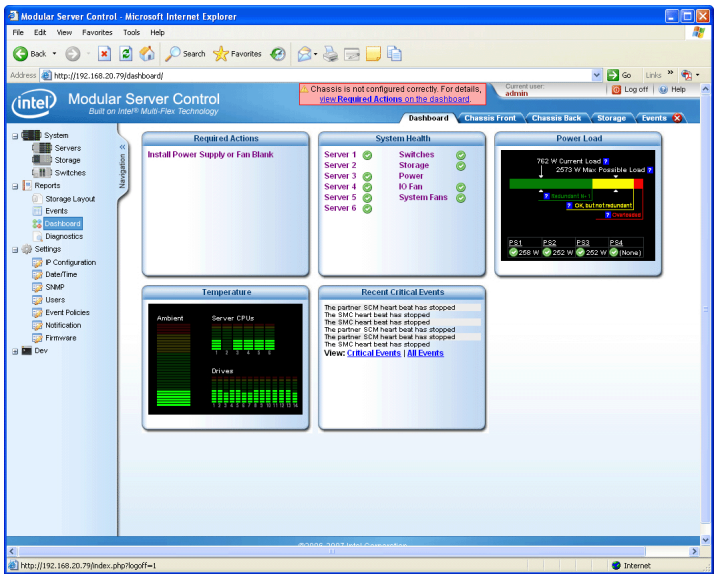 Modular Server Control - Microsoft Internet Explorer
File Edit View Favorites Tools Help
Back Search Favorites
Address http://192.168.20.79/dashboard/ Go Links »
intel Modular Server Control
Built on Intel® Multi-Flex Technology
Chassis is not configured correctly. For details,
view Required Actions on the dashboard.
Current user:
admin
Log off Help
Dashboard Chassis Front Chassis Back Storage Events X
System
Servers
Storage
Switches
Reports
Storage Layout
Events
Dashboard
Diagnostics
Settings
IP Configuration
Date/Time
SNMP
Users
Event Policies
Notification
Firmware
Dev
« Navigation
Required Actions
Install Power Supply or Fan Blank
System Health
Server 1 Switches
Server 2 Storage
Server 3 Power
Server 4 IO Fan
Server 5 System Fans
Server 6
Power Load
762 W Current Load ?
2573 W Max Possible Load ?
? Redundant N+1
? OK, but not redundant
? Overloaded
PS1 PS2 PS3 PS4
258 W 252 W 252 W (None)
Temperature
Ambient Server CPUs
1 2 3 4 5 6
Drives
1 2 3 4 5 6 7 8 9 10 11 12 13 14
Recent Critical Events
The partner SCM heart beat has stopped
The SMC heart beat has stopped
The SMC heart beat has stopped
The partner SCM heart beat has stopped
The partner SCM heart beat has stopped
The SMC heart beat has stopped
View: Critical Events | All Events
©2006-2007 Intel Corporation
http://192.168.20.79/index.php?logoff=1 Internet